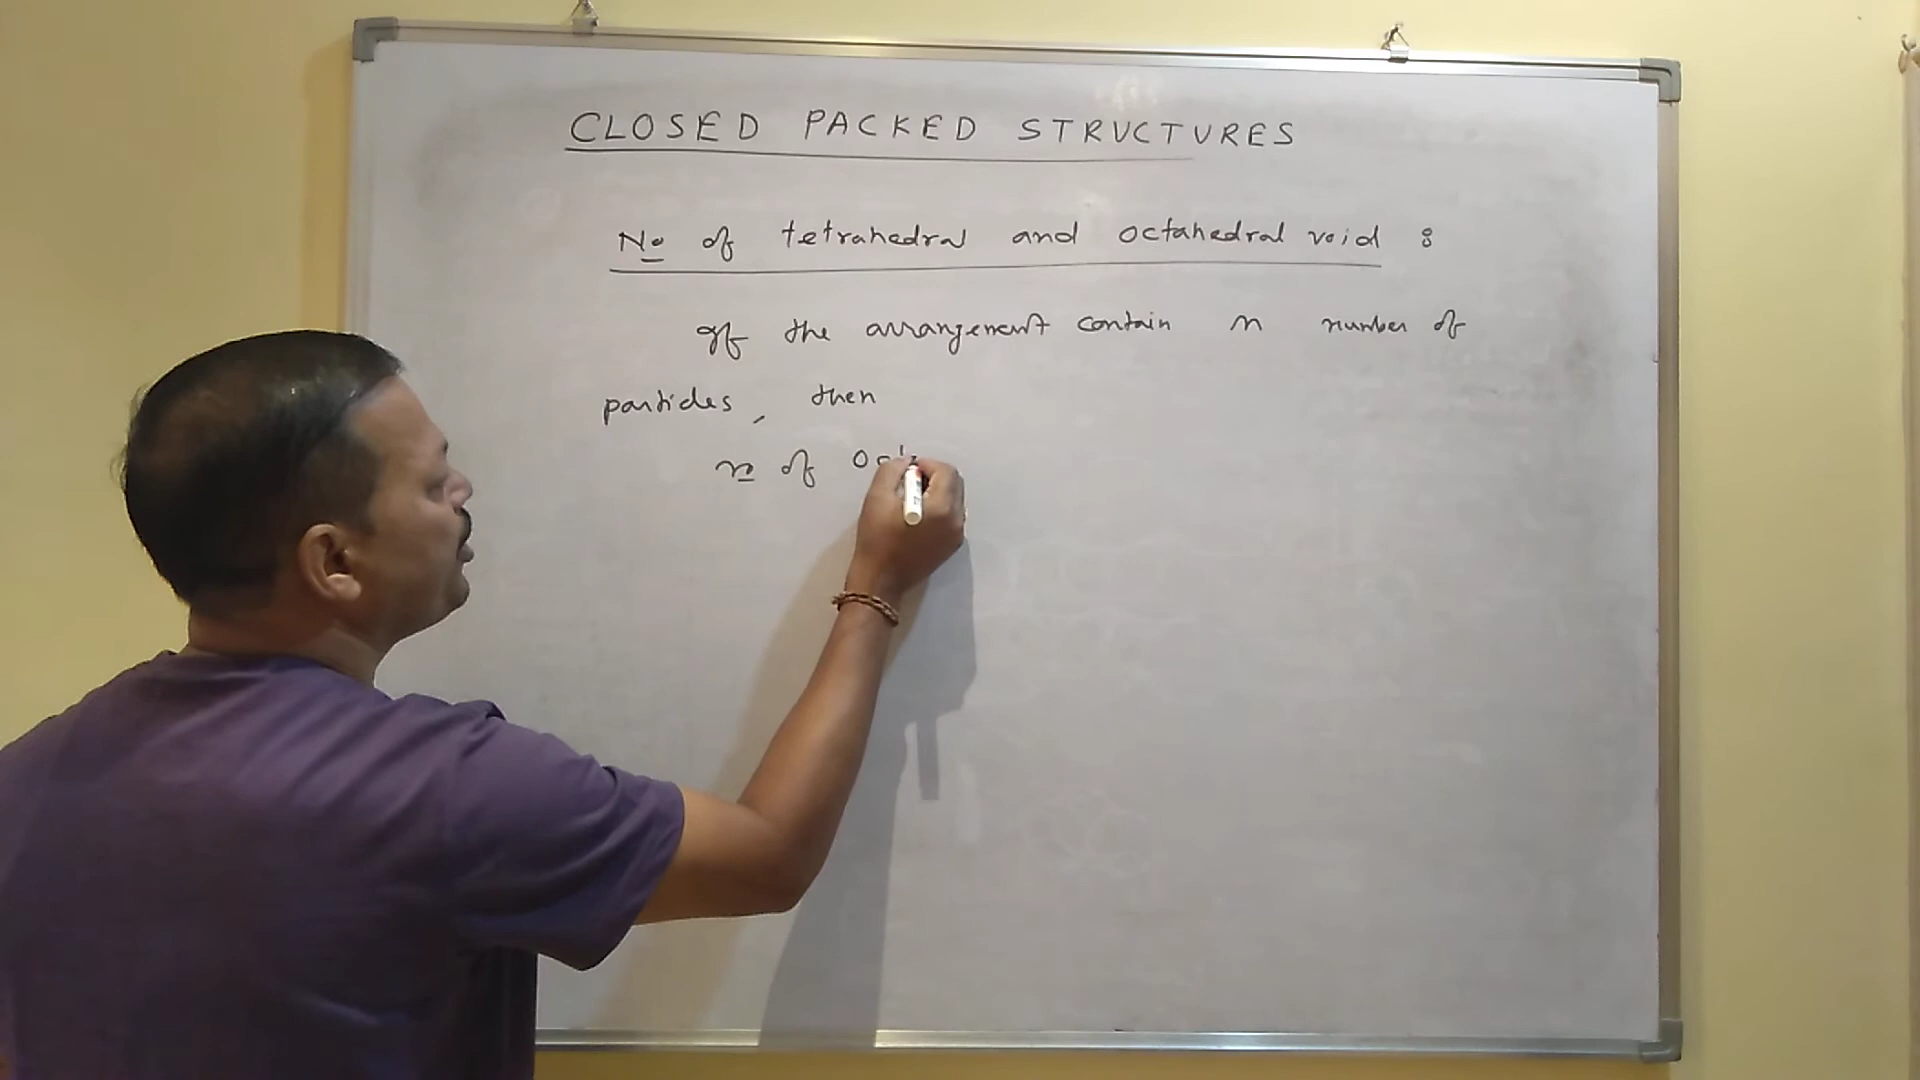 CLOSED PACKED STRUCTURES
No of tetrahedral and octahedral void :
If the arrangement contain n number of
particles, then
no of Oct